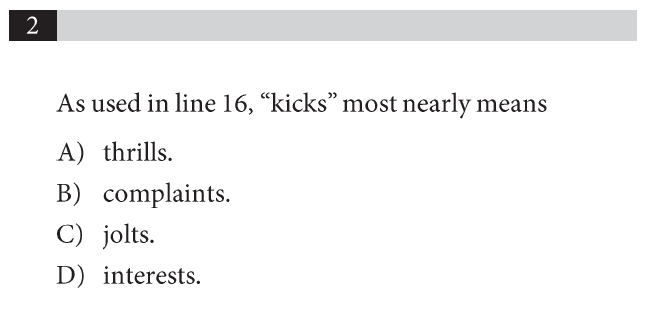 2
As used in line 16, “kicks” most nearly means
A) thrills.
B) complaints.
C) jolts.
D) interests.